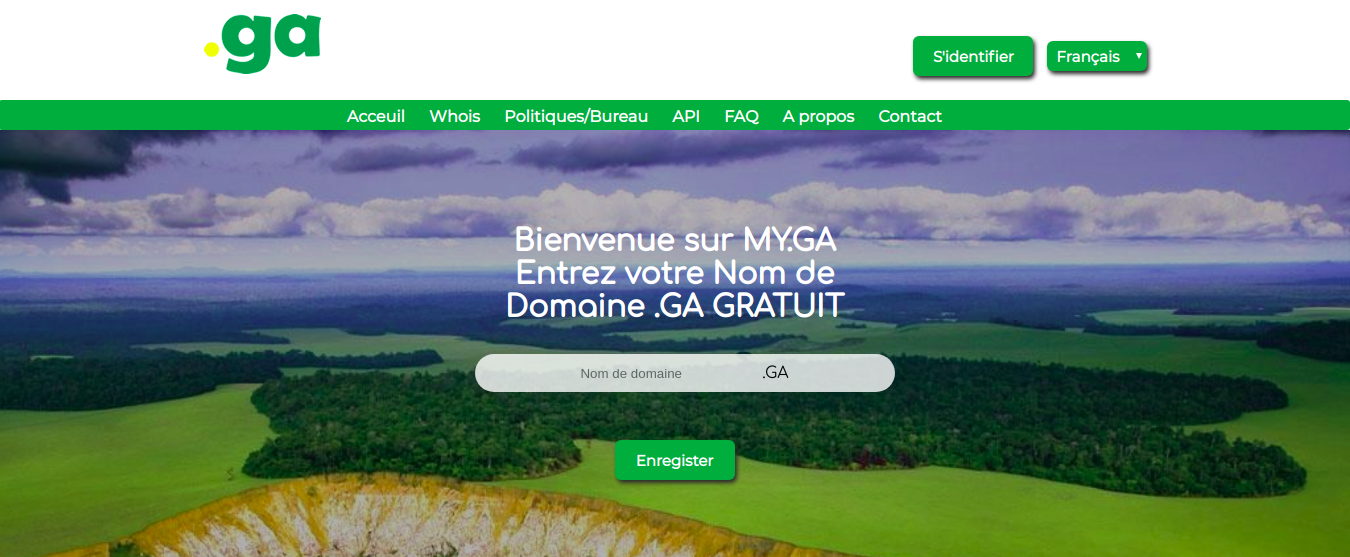 .ga
S'identifier
Français
Acceuil Whois Politiques/Bureau API FAQ A propos Contact
Bienvenue sur MY.GA
Entrez votre Nom de
Domaine .GA GRATUIT
Nom de domaine .GA
Enregister